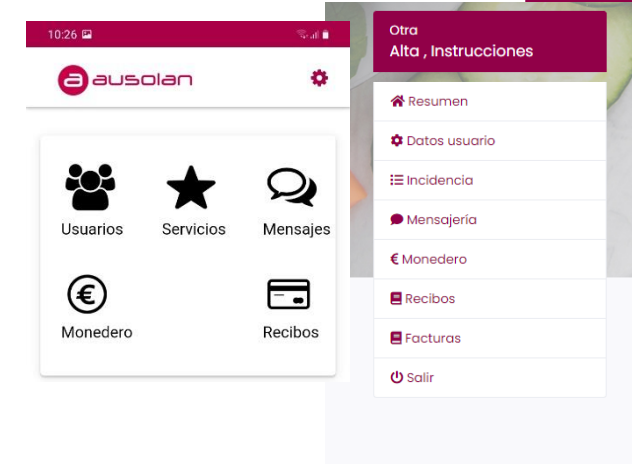 10:26
ausolan
Usuarios
Servicios
Mensajes
Monedero
Recibos
Otra
Alta , Instrucciones
Resumen
Datos usuario
Incidencia
Mensajería
€ Monedero
Recibos
Facturas
Salir